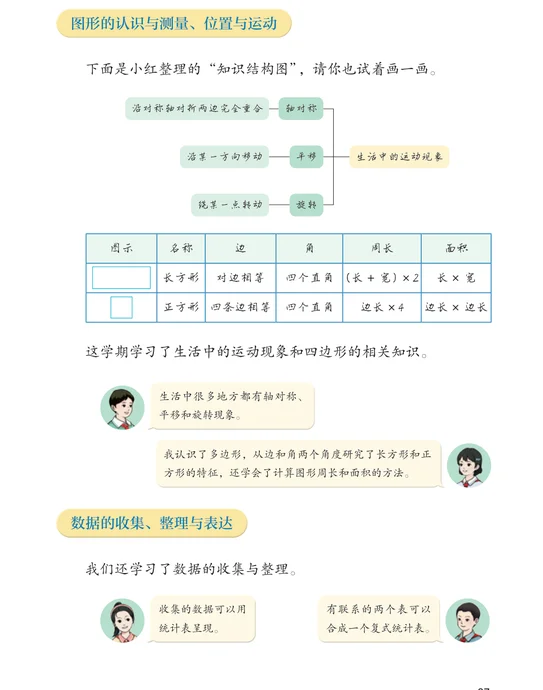 图形的认识与测量、位置与运动
下面是小红整理的“知识结构图”，请你也试着画一画。
沿对称轴对折两边完全重合 轴对称
沿某一方向移动 平移 生活中的运动现象
绕某一点转动 旋转
图示 名称 边 角 周长 面积
长方形 对边相等 四个直角 (长 + 宽) × 2 长 × 宽
正方形 四条边相等 四个直角 边长 × 4 边长 × 边长
这学期学习了生活中的运动现象和四边形的相关知识。
生活中很多地方都有轴对称、
平移和旋转现象。
我认识了多边形，从边和角两个角度研究了长方形和正
方形的特征，还学会了计算图形周长和面积的方法。
数据的收集、整理与表达
我们还学习了数据的收集与整理。
收集的数据可以用
统计表呈现。
有联系的两个表可以
合成一个复式统计表。